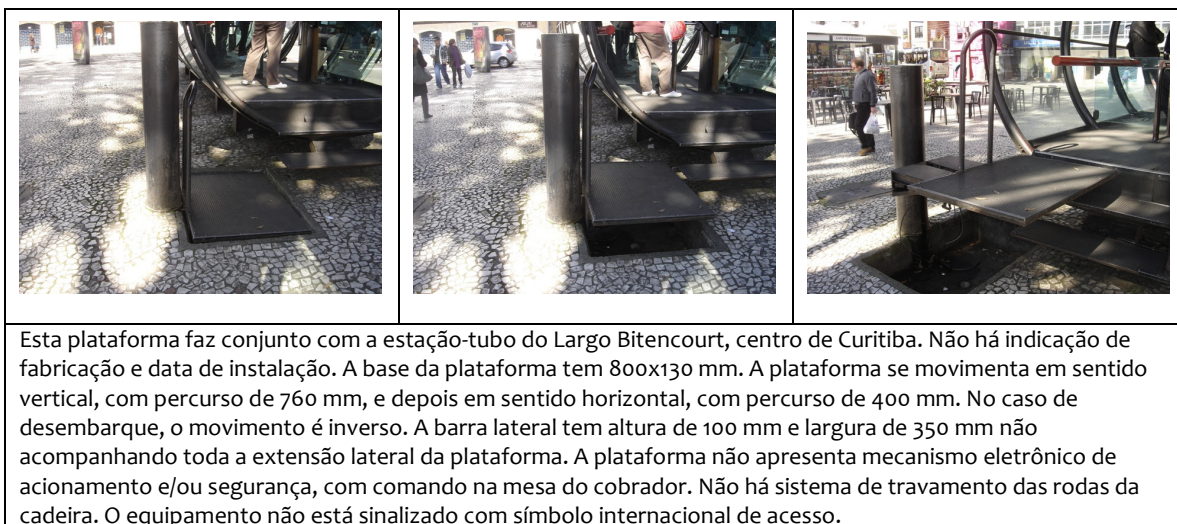 Esta plataforma faz conjunto com a estação-tubo do Largo Bitencourt, centro de Curitiba. Não há indicação de
fabricação e data de instalação. A base da plataforma tem 800x130 mm. A plataforma se movimenta em sentido
vertical, com percurso de 760 mm, e depois em sentido horizontal, com percurso de 400 mm. No caso de
desembarque, o movimento é inverso. A barra lateral tem altura de 100 mm e largura de 350 mm não
acompanhando toda a extensão lateral da plataforma. A plataforma não apresenta mecanismo eletrônico de
acionamento e/ou segurança, com comando na mesa do cobrador. Não há sistema de travamento das rodas da
cadeira. O equipamento não está sinalizado com símbolo internacional de acesso.